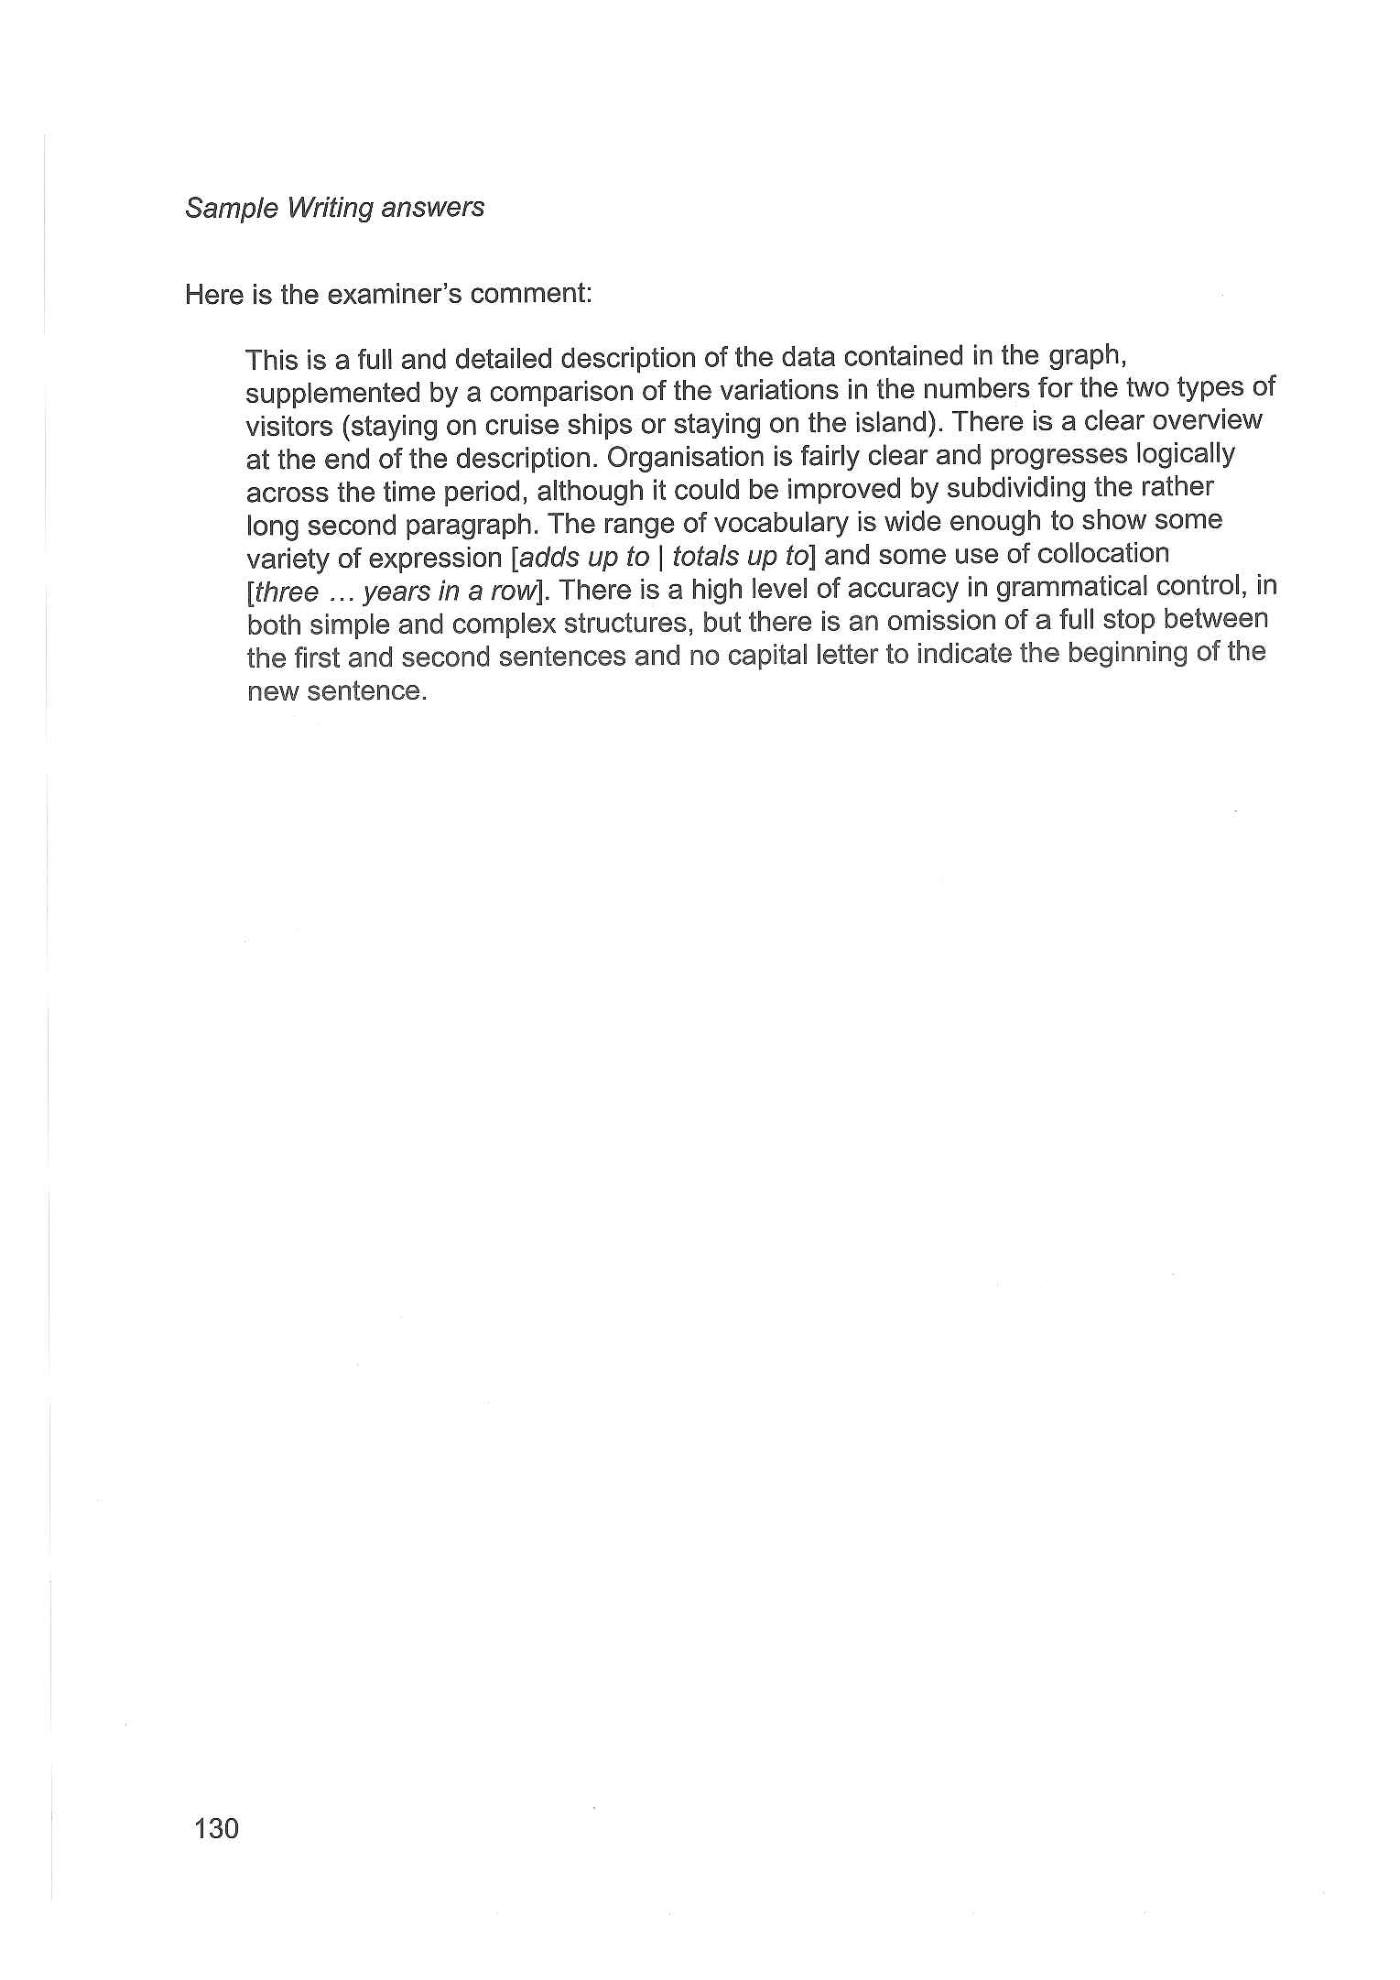 Sample Writing answers
Here is the examiner's comment:
This is a full and detailed description of the data contained in the graph,
supplemented by a comparison of the variations in the numbers for the two types of
visitors (staying on cruise ships or staying on the island). There is a clear overview
at the end of the description. Organisation is fairly clear and progresses logically
across the time period, although it could be improved by subdividing the rather
long second paragraph. The range of vocabulary is wide enough to show some
variety of expression [adds up to | totals up to] and some use of collocation
[three ... years in a row]. There is a high level of accuracy in grammatical control, in
both simple and complex structures, but there is an omission of a full stop between
the first and second sentences and no capital letter to indicate the beginning of the
new sentence.
130